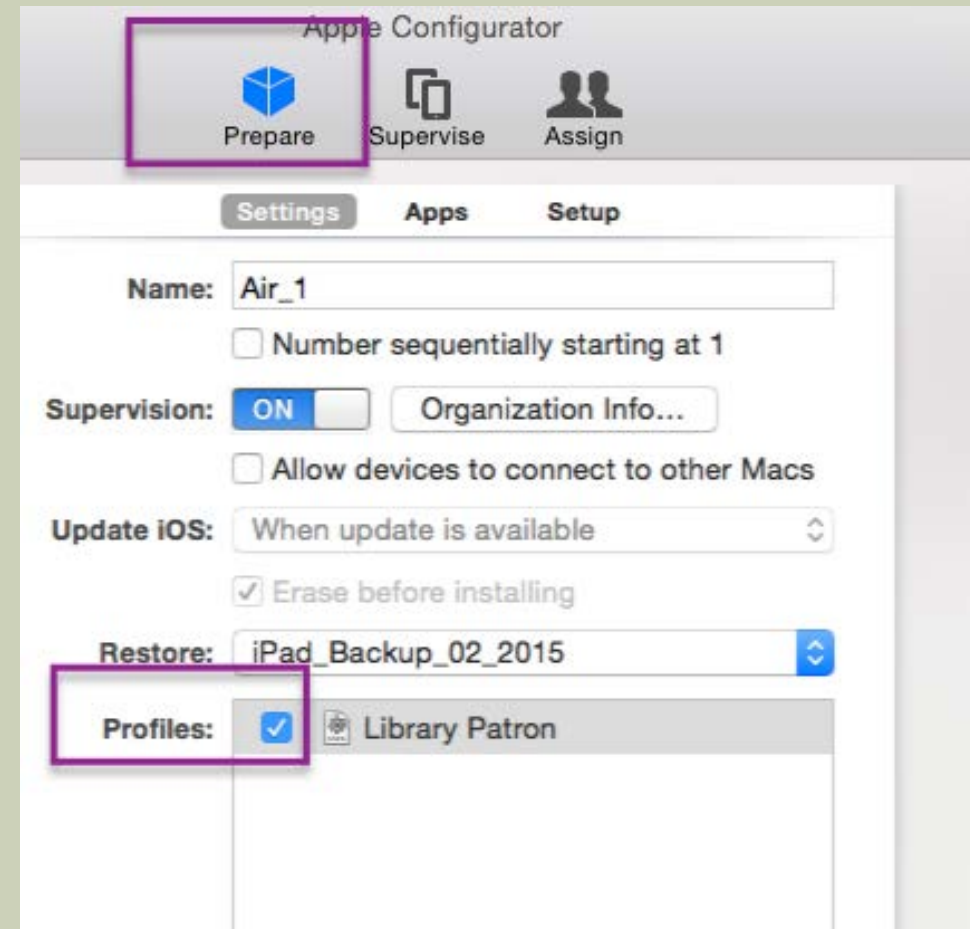 Apple Configurator
Prepare Supervise Assign
Settings Apps Setup
Name: Air_1
Number sequentially starting at 1
Supervision: ON Organization Info...
Allow devices to connect to other Macs
Update iOS: When update is available
Erase before installing
Restore: iPad_Backup_02_2015
Profiles: Library Patron